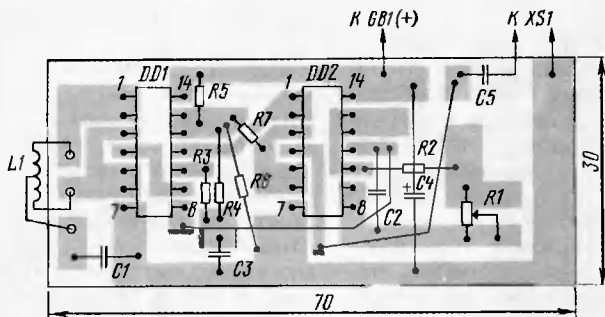 К GB1(+)
К XS1
1
DD1
14
R5
1
DD2
14
C5
R7
L1
R3
R2
R6
C4
+
R1
30
7
8
R4
7
8
C2
C1
C3
70